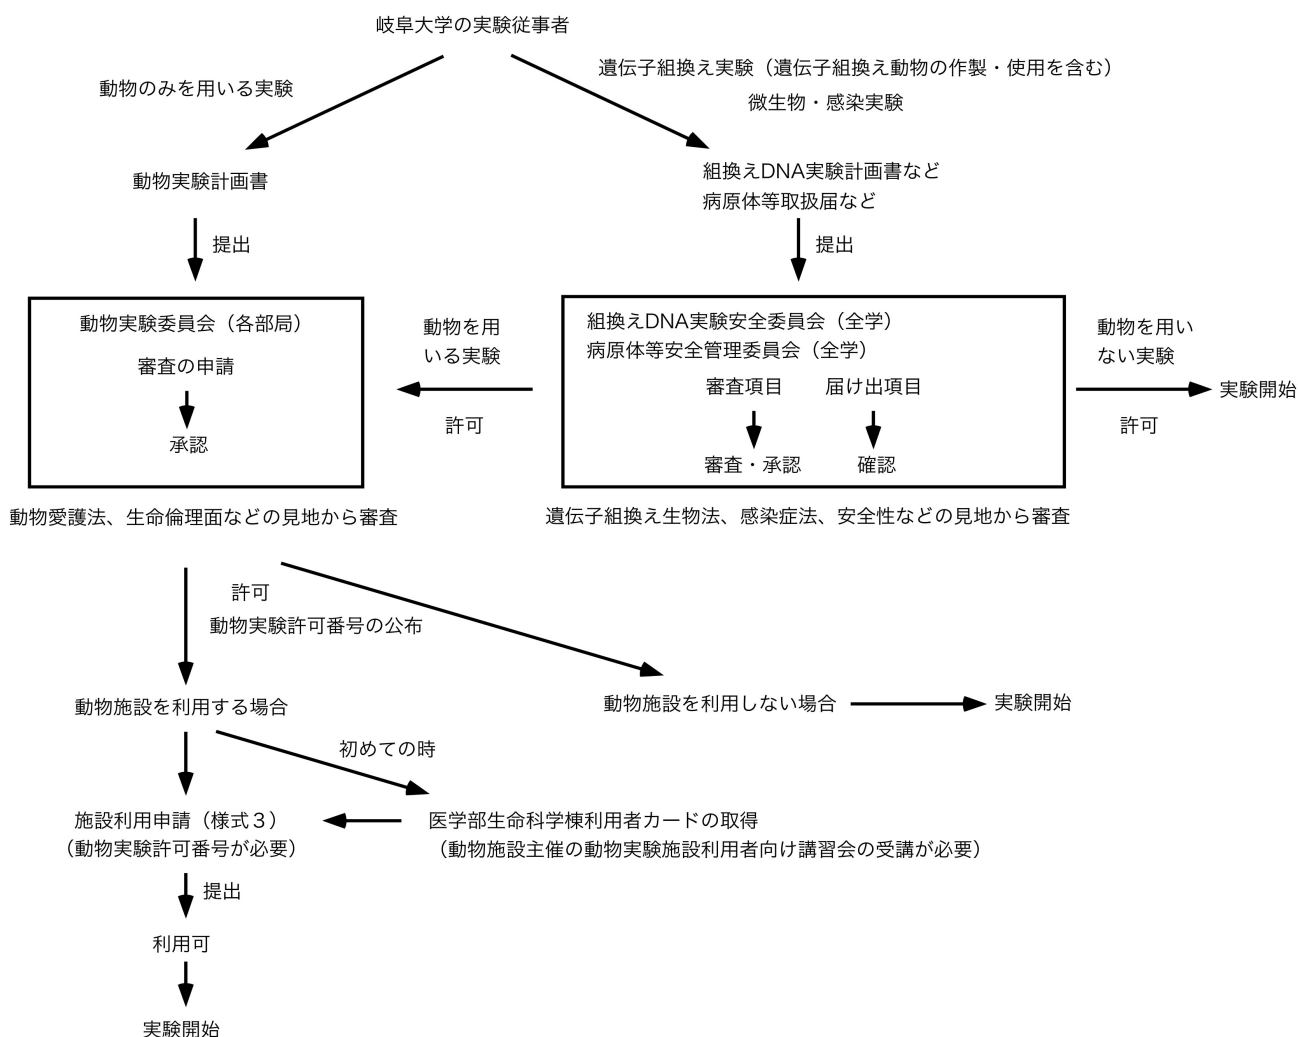 岐阜大学の実験従事者
動物のみを用いる実験
遺伝子組換え実験（遺伝子組換え動物の作製・使用を含む）
微生物・感染実験
動物実験計画書
組換えDNA実験計画書など
病原体等取扱届など
提出
提出
動物実験委員会（各部局）
審査の申請
承認
動物を用
いる実験
許可
組換えDNA実験安全委員会（全学）
病原体等安全管理委員会（全学）
審査項目
届け出項目
審査・承認
確認
動物を用い
ない実験
許可
実験開始
動物愛護法、生命倫理面などの見地から審査
遺伝子組換え生物法、感染症法、安全性などの見地から審査
許可
動物実験許可番号の公布
動物施設を利用する場合
動物施設を利用しない場合
実験開始
初めての時
施設利用申請（様式３）
（動物実験許可番号が必要）
医学部生命科学棟利用者カードの取得
（動物施設主催の動物実験施設利用者向け講習会の受講が必要）
提出
利用可
実験開始